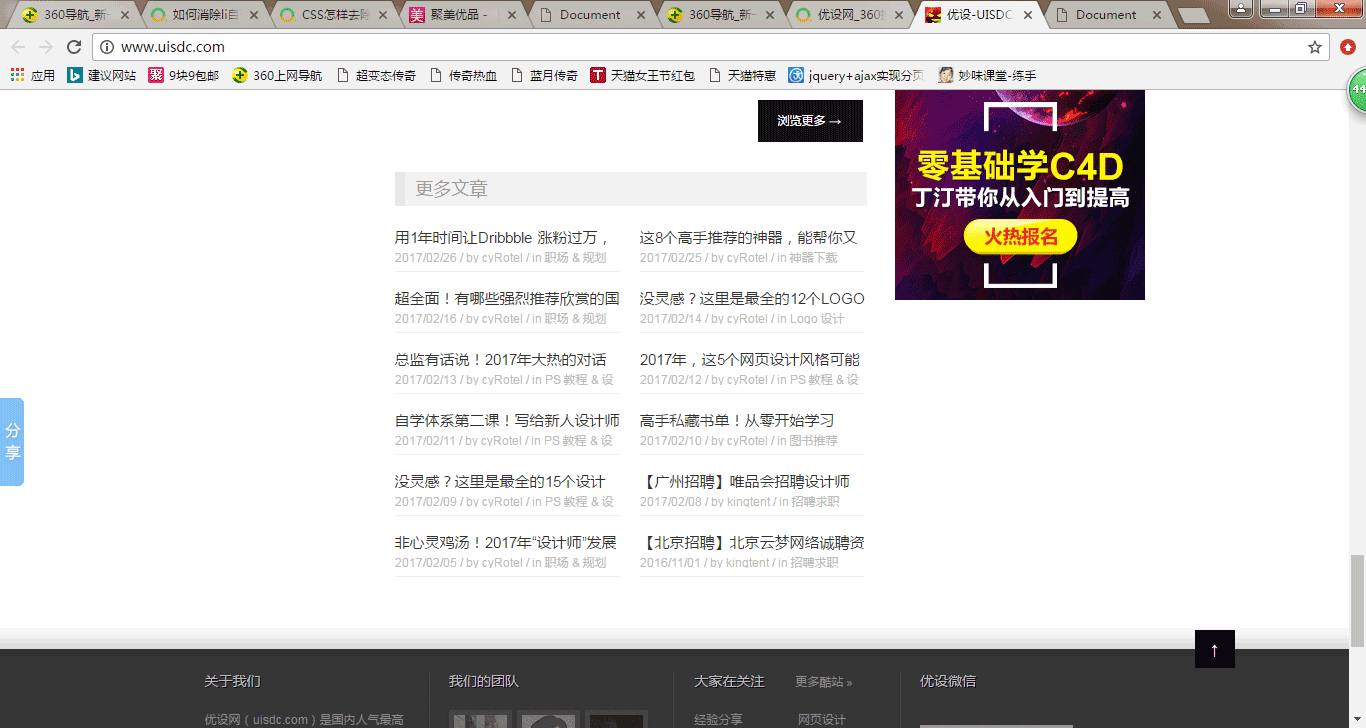 360导航_新一
如何消除li自
CSS怎样去除
聚美优品 -
Document
360导航_新一
优设网_360搜
优设-UISDC
Document
www.uisdc.com
应用
建议网站
9块9包邮
360上网导航
超变态传奇
传奇热血
蓝月传奇
天猫女王节红包
天猫特惠
jquery+ajax实现分页
妙味课堂-练手
44
浏览更多 →
零基础学C4D
丁汀带你从入门到提高
火热报名
更多文章
用1年时间让Dribbble 涨粉过万，
2017/02/26 / by cyRotel / in 职场 & 规划
这8个高手推荐的神器，能帮你又
2017/02/25 / by cyRotel / in 神器下载
超全面！有哪些强烈推荐欣赏的国
2017/02/16 / by cyRotel / in 职场 & 规划
没灵感？这里是最全的12个LOGO
2017/02/14 / by cyRotel / in Logo 设计
总监有话说！2017年大热的对话
2017/02/13 / by cyRotel / in PS 教程 & 设
2017年，这5个网页设计风格可能
2017/02/12 / by cyRotel / in PS 教程 & 设
自学体系第二课！写给新人设计师
2017/02/11 / by cyRotel / in PS 教程 & 设
高手私藏书单！从零开始学习
2017/02/10 / by cyRotel / in 图书推荐
没灵感？这里是最全的15个设计
2017/02/09 / by cyRotel / in PS 教程 & 设
【广州招聘】唯品会招聘设计师
2017/02/08 / by kingtent / in 招聘求职
非心灵鸡汤！2017年“设计师”发展
2017/02/05 / by cyRotel / in 职场 & 规划
【北京招聘】北京云梦网络诚聘资
2016/11/01 / by kingtent / in 招聘求职
分享
↑
关于我们
优设网（uisdc.com）是国内人气最高
我们的团队
大家在关注
更多酷站 »
经验分享
网页设计
优设微信